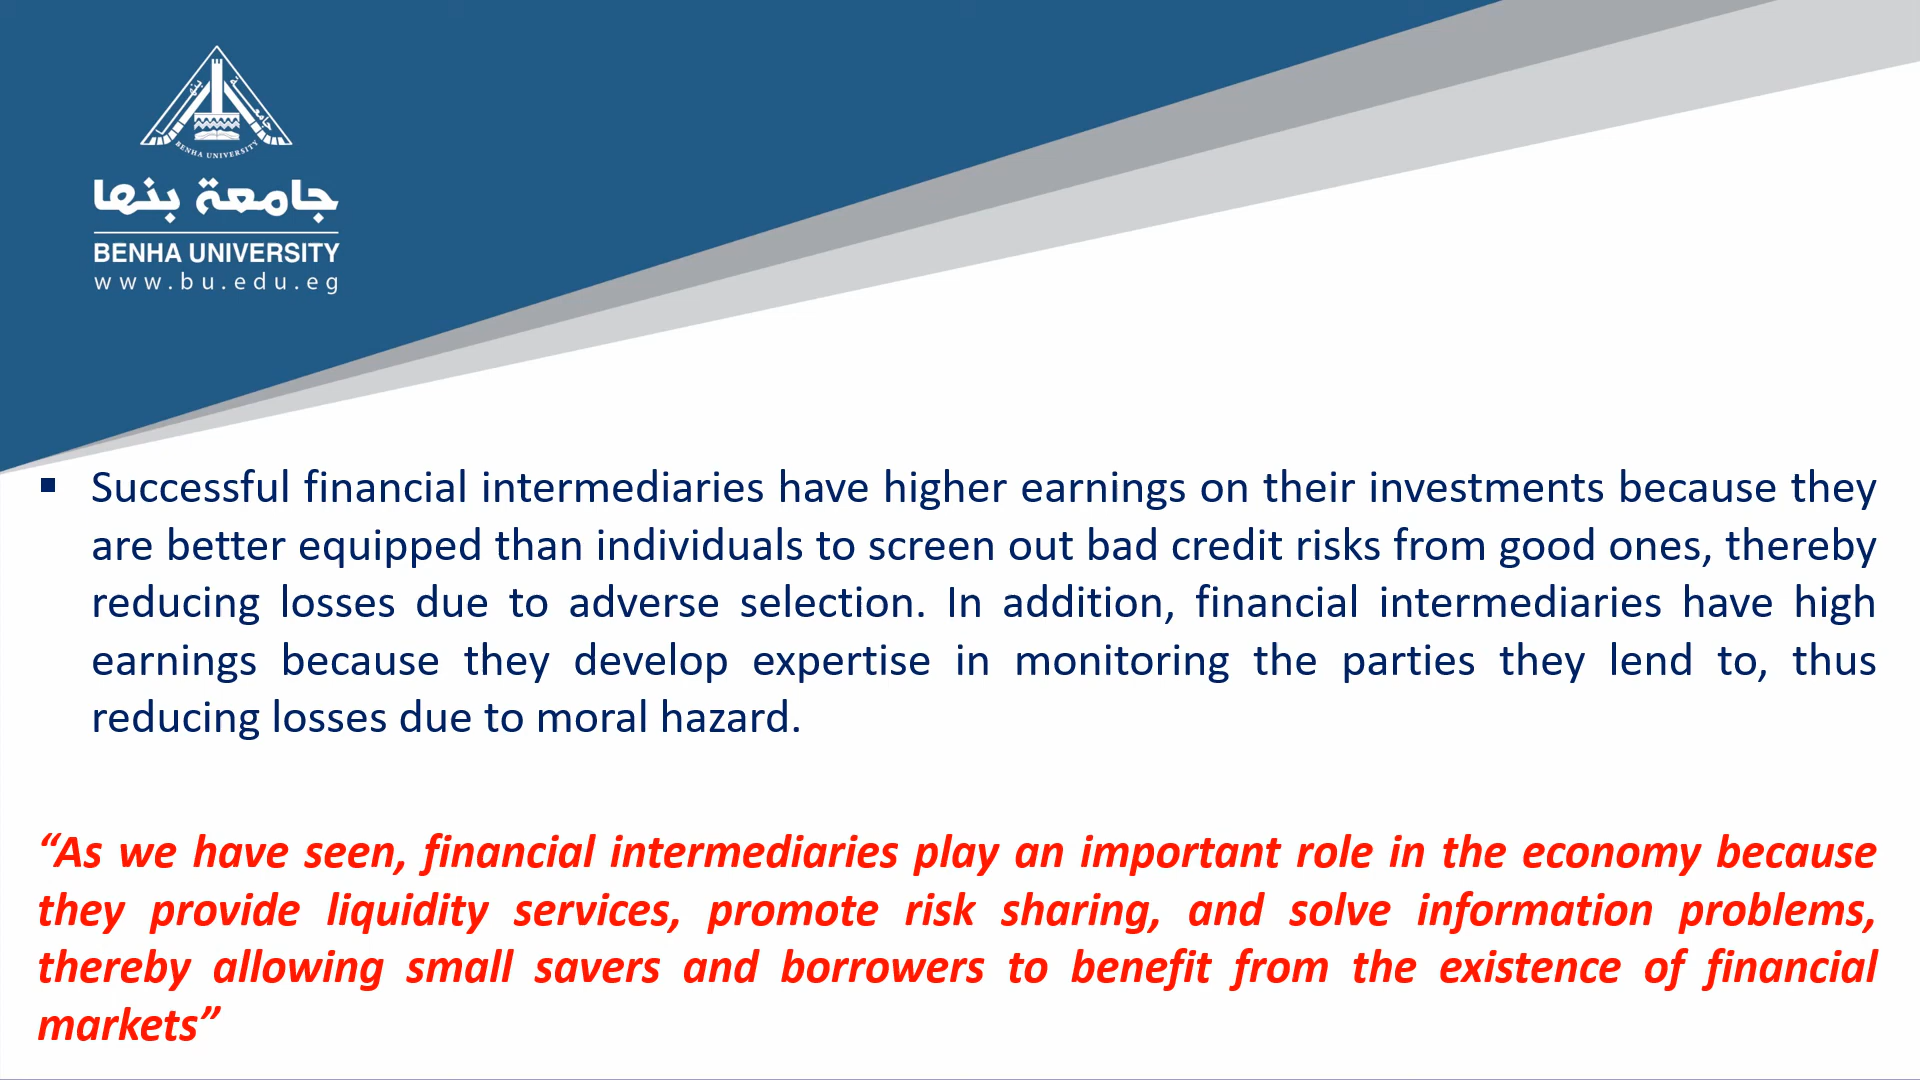 BENHA UNIVERSITY
جامعة بنها
BENHA UNIVERSITY
www.bu.edu.eg
▪ Successful financial intermediaries have higher earnings on their investments because they
are better equipped than individuals to screen out bad credit risks from good ones, thereby
reducing losses due to adverse selection. In addition, financial intermediaries have high
earnings because they develop expertise in monitoring the parties they lend to, thus
reducing losses due to moral hazard.
“As we have seen, financial intermediaries play an important role in the economy because
they provide liquidity services, promote risk sharing, and solve information problems,
thereby allowing small savers and borrowers to benefit from the existence of financial
markets”